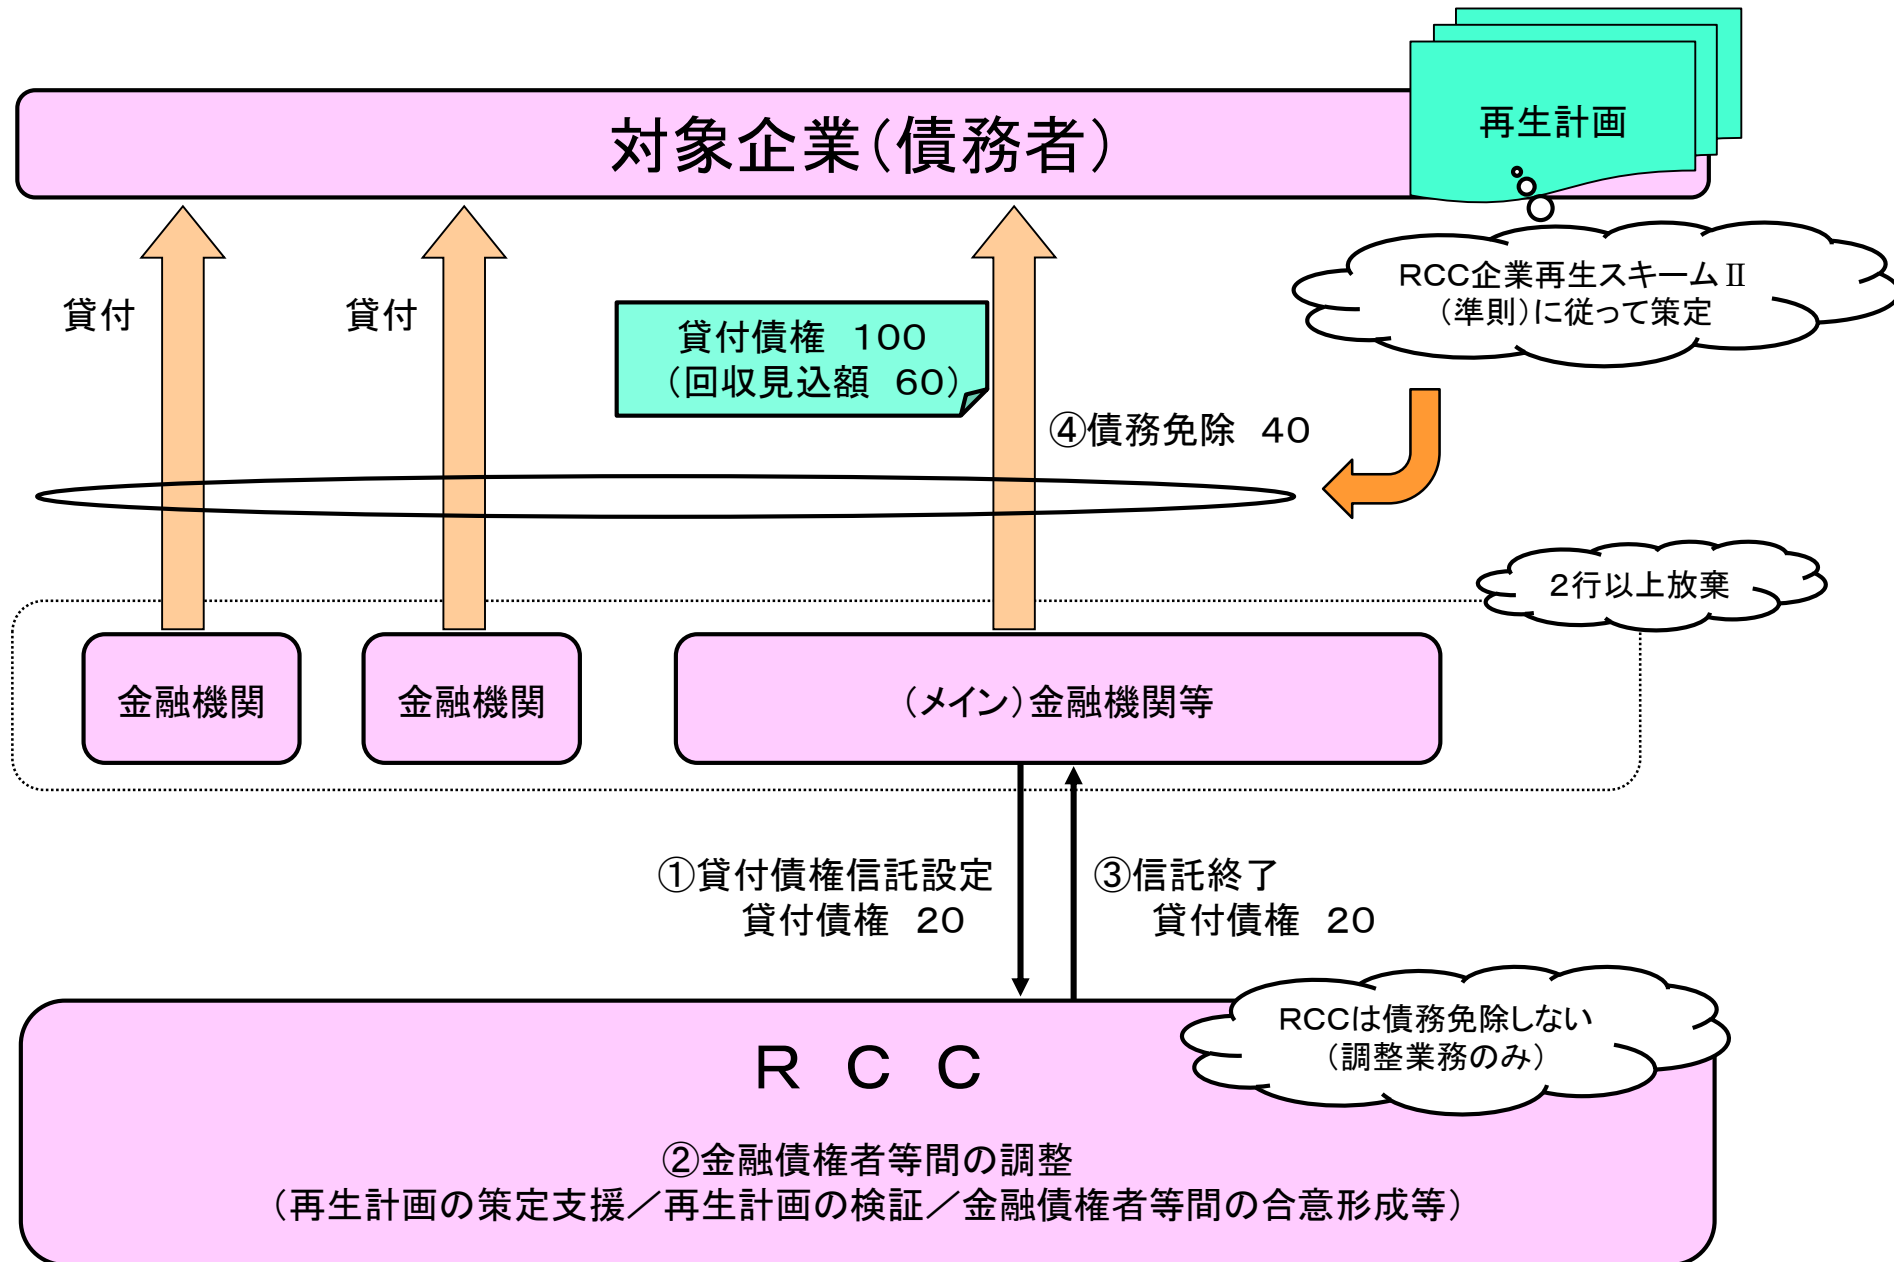 再生計画
対象企業（債務者）
RCC企業再生スキームⅡ
（準則）に従って策定
貸付
貸付
貸付債権　100
（回収見込額　60）
④債務免除　40
2行以上放棄
金融機関
金融機関
（メイン）金融機関等
①貸付債権信託設定
貸付債権　20
③信託終了
貸付債権　20
RCCは債務免除しない
（調整業務のみ）
R　C　C
②金融債権者等間の調整
（再生計画の策定支援／再生計画の検証／金融債権者等間の合意形成等）